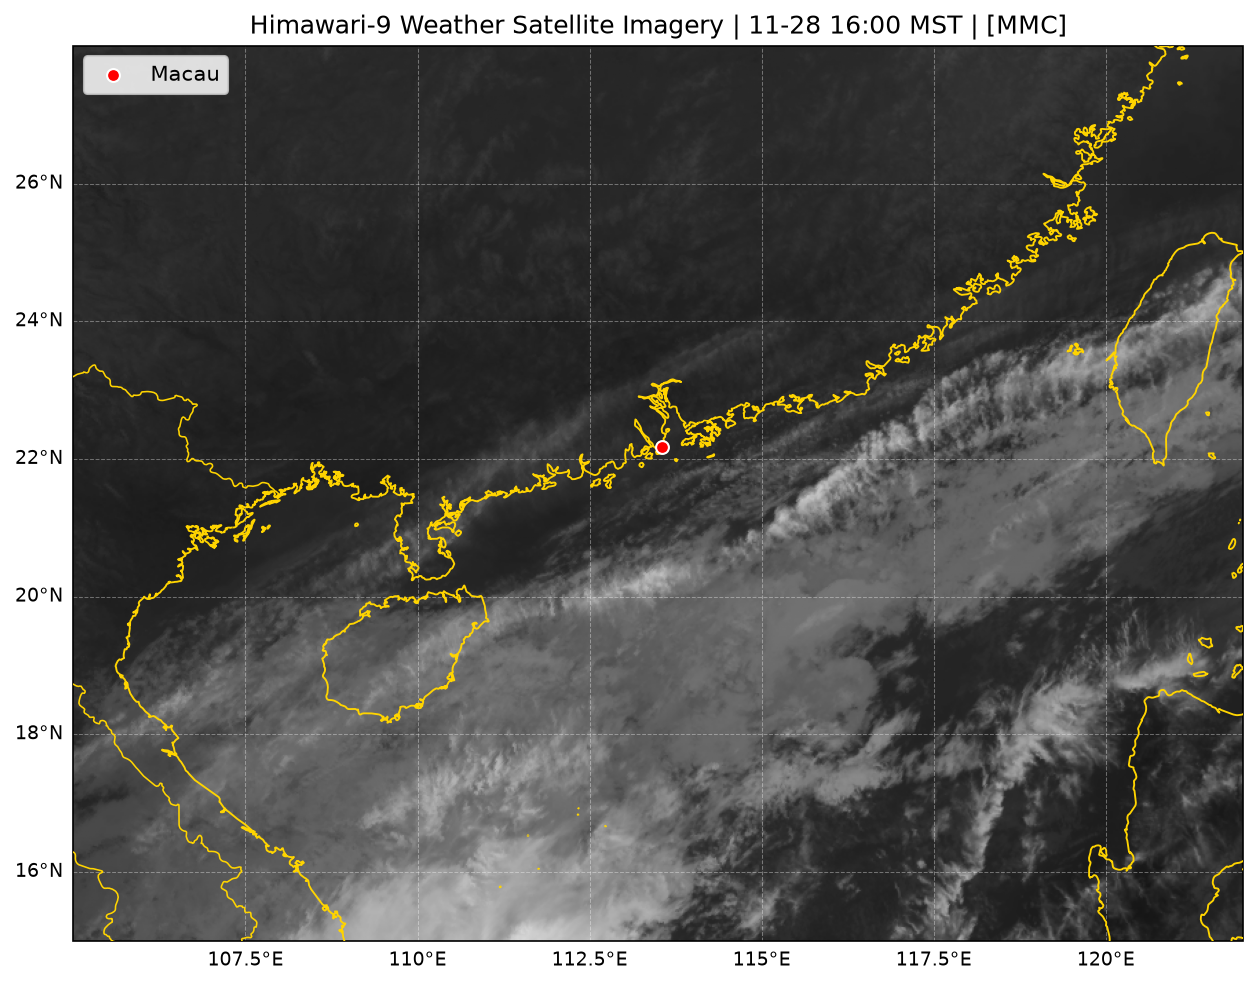 Himawari-9 Weather Satellite Imagery | 11-28 16:00 MST | [MMC]
Macau
26°N
24°N
22°N
20°N
18°N
16°N
107.5°E
110°E
112.5°E
115°E
117.5°E
120°E